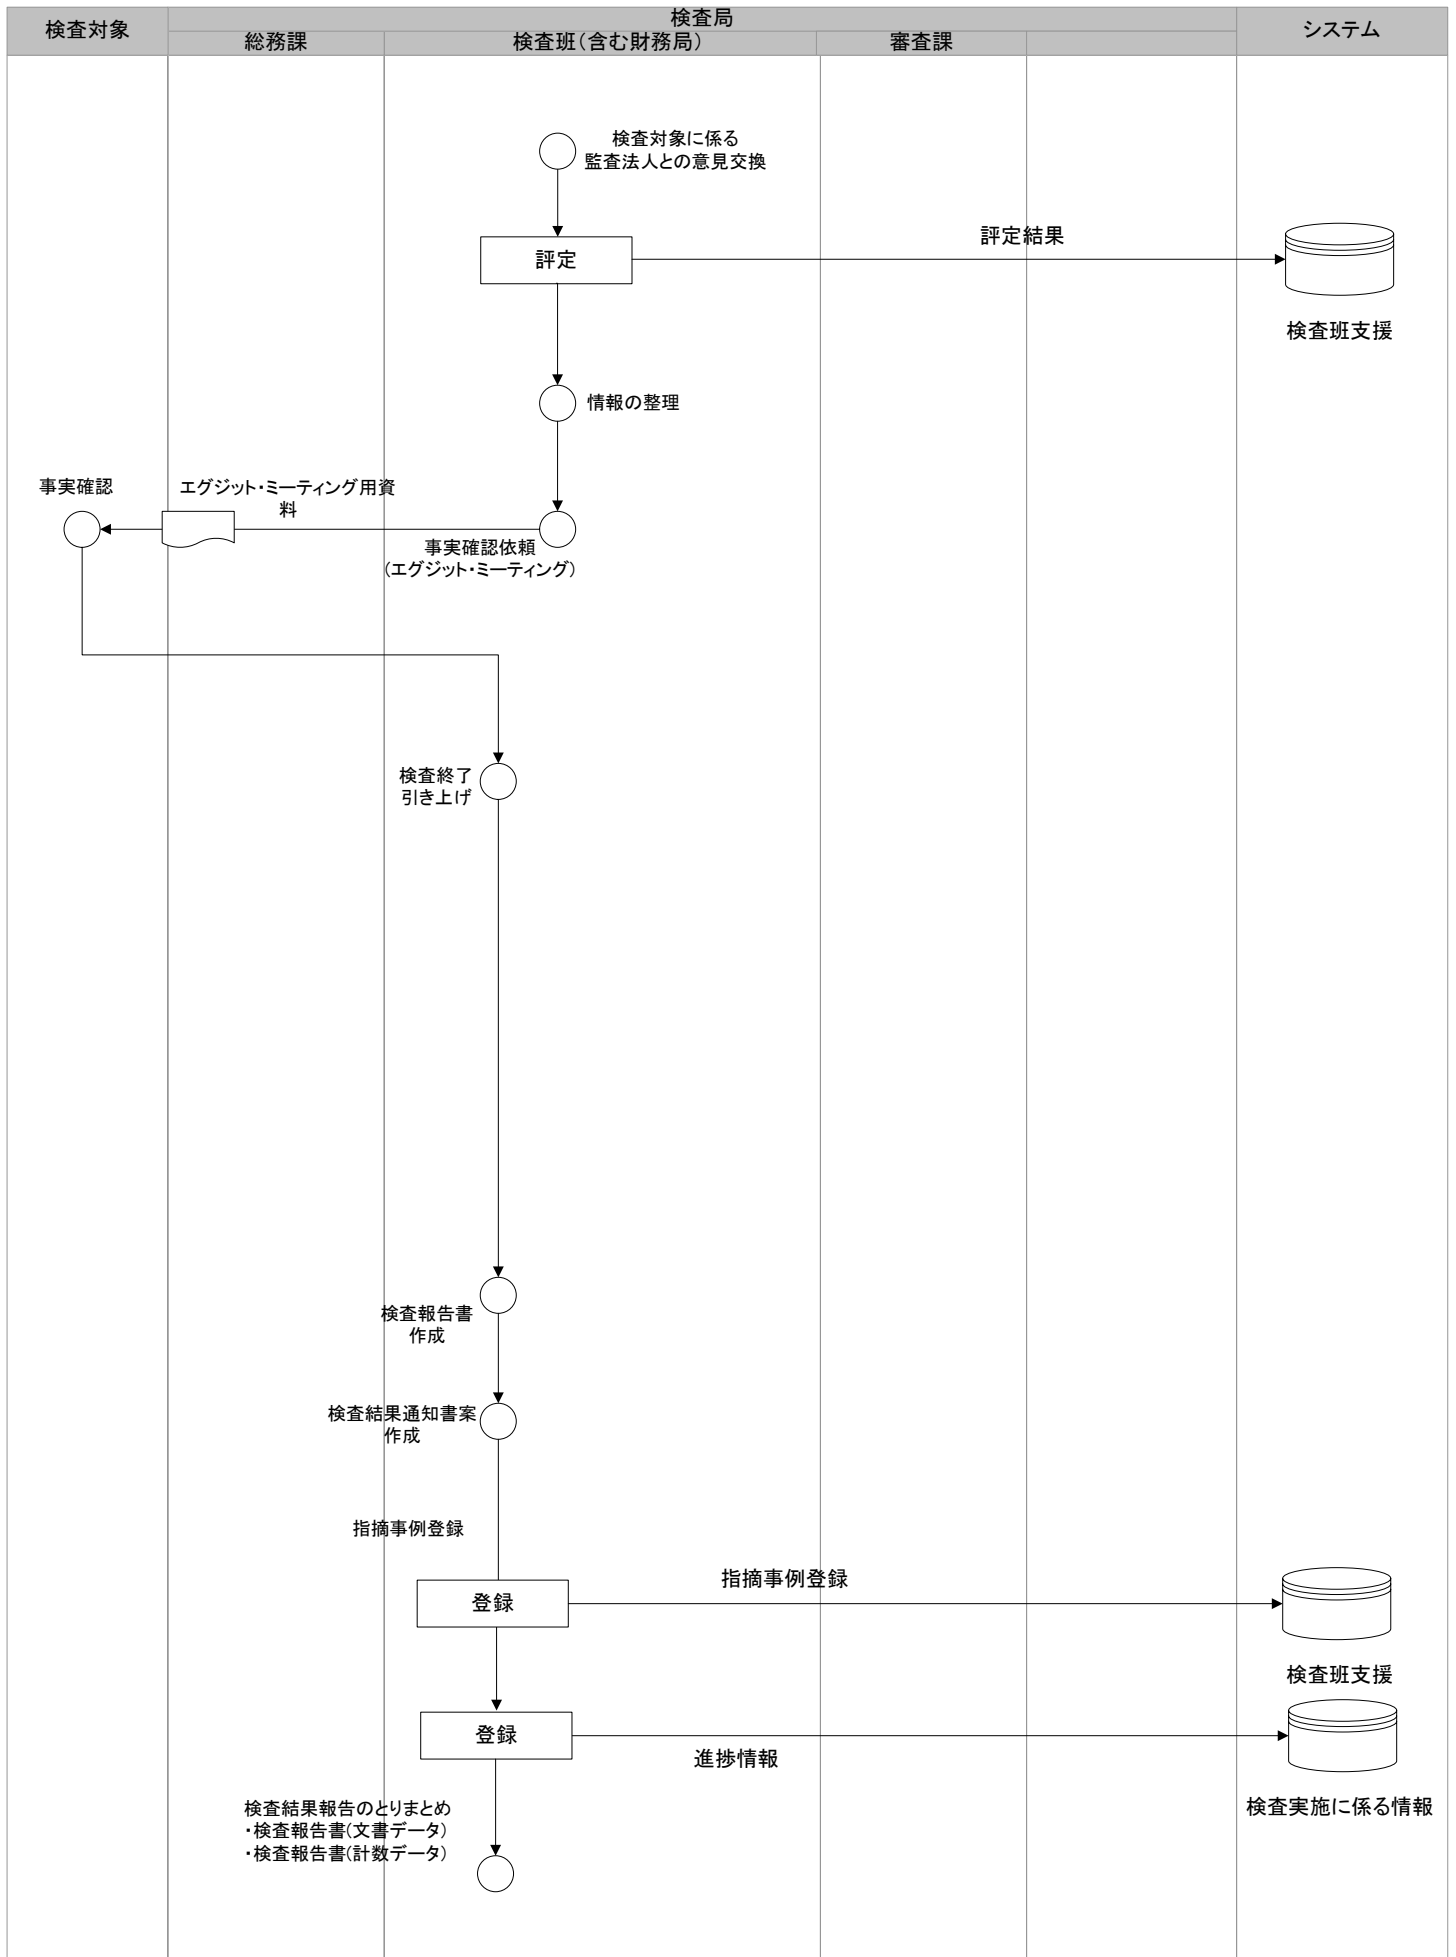 検査対象
検査局
システム
総務課
検査班(含む財務局)
審査課
検査対象に係る
監査法人との意見交換
評定
評定結果
検査班支援
情報の整理
事実確認
エグジット・ミーティング用資
料
事実確認依頼
(エグジット・ミーティング)
検査終了
引き上げ
検査報告書
作成
検査結果通知書案
作成
指摘事例登録
登録
指摘事例登録
検査班支援
登録
進捗情報
検査実施に係る情報
検査結果報告のとりまとめ
・検査報告書(文書データ)
・検査報告書(計数データ)